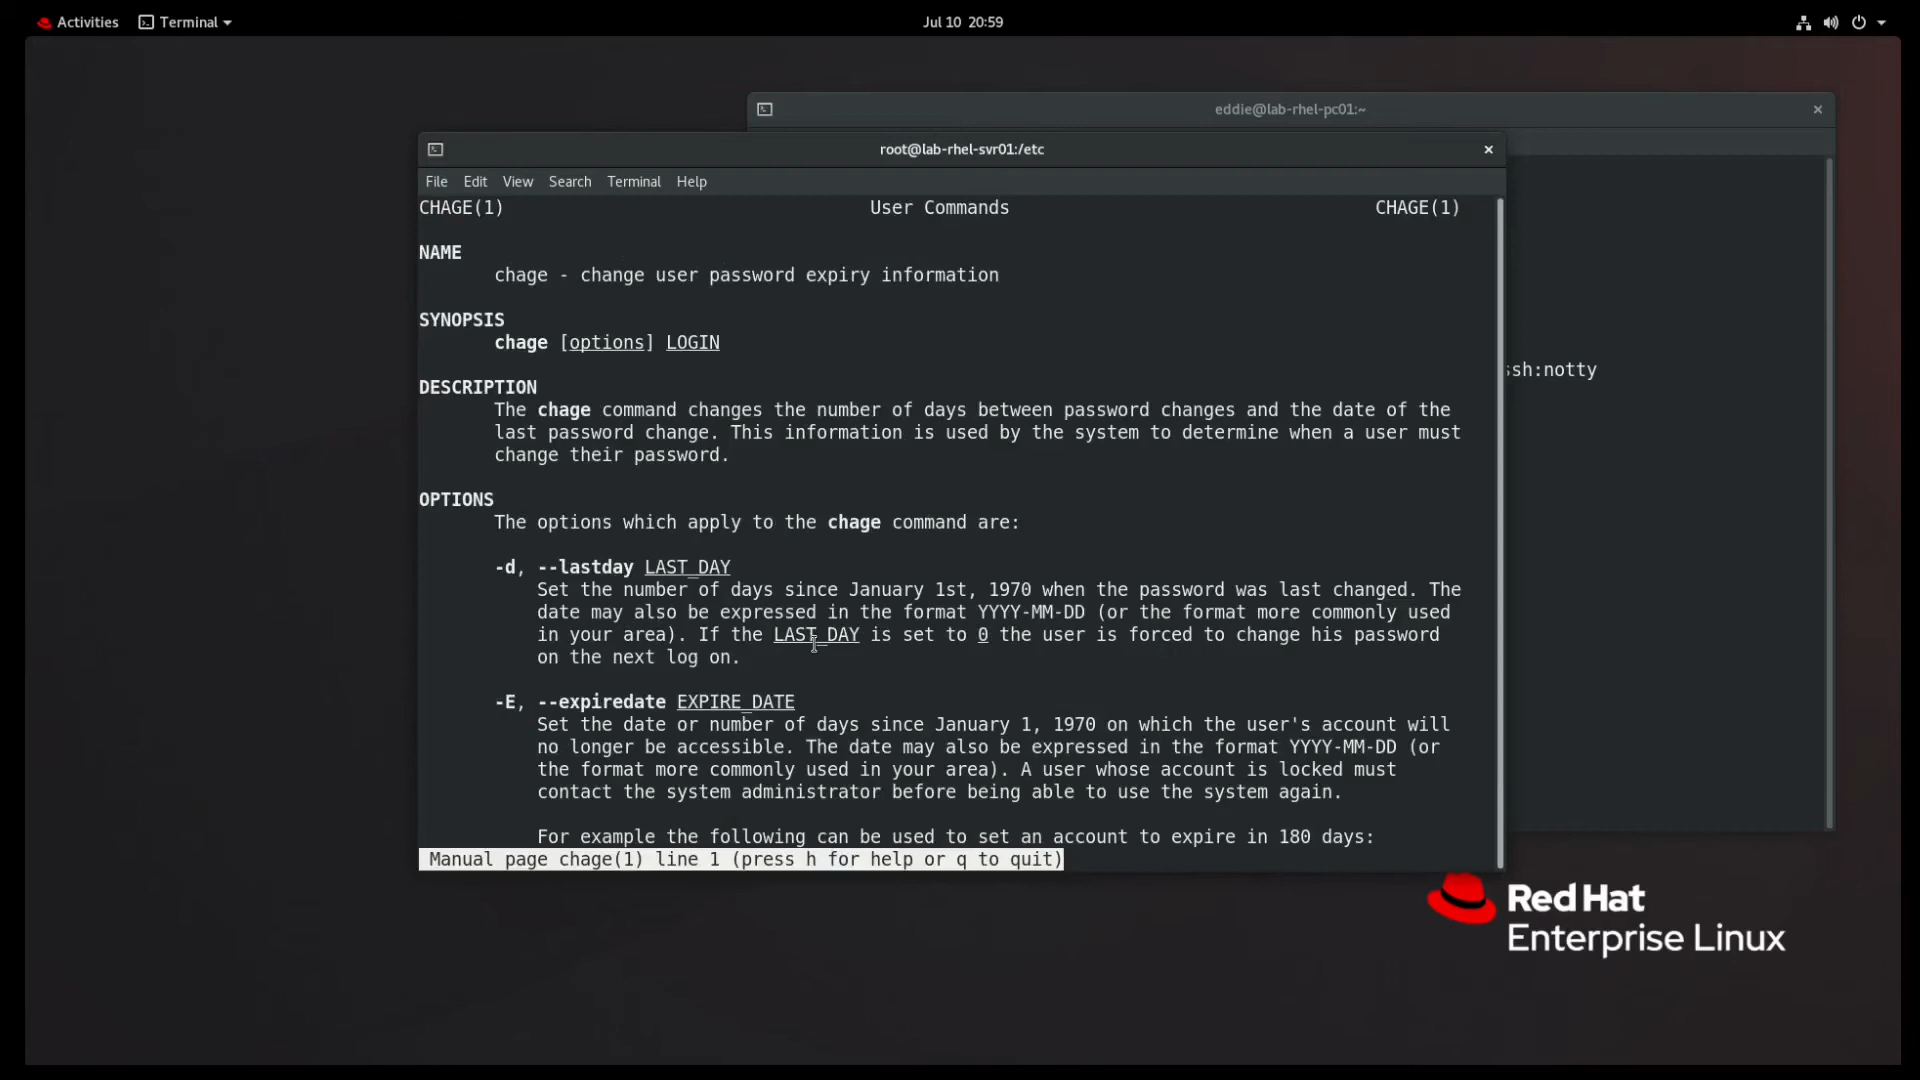 Activities
Terminal
Jul 10 20:59
eddie@lab-rhel-pc01:~
root@lab-rhel-svr01:/etc
File Edit View Search Terminal Help
CHAGE(1) User Commands CHAGE(1)
NAME
chage - change user password expiry information
SYNOPSIS
chage [options] LOGIN
DESCRIPTION
The chage command changes the number of days between password changes and the date of the
last password change. This information is used by the system to determine when a user must
change their password.
OPTIONS
The options which apply to the chage command are:
-d, --lastday LAST_DAY
Set the number of days since January 1st, 1970 when the password was last changed. The
date may also be expressed in the format YYYY-MM-DD (or the format more commonly used
in your area). If the LAST_DAY is set to 0 the user is forced to change his password
on the next log on.
-E, --expiredate EXPIRE_DATE
Set the date or number of days since January 1, 1970 on which the user's account will
no longer be accessible. The date may also be expressed in the format YYYY-MM-DD (or
the format more commonly used in your area). A user whose account is locked must
contact the system administrator before being able to use the system again.
For example the following can be used to set an account to expire in 180 days:
Manual page chage(1) line 1 (press h for help or q to quit)
ssh:notty
Red Hat
Enterprise Linux